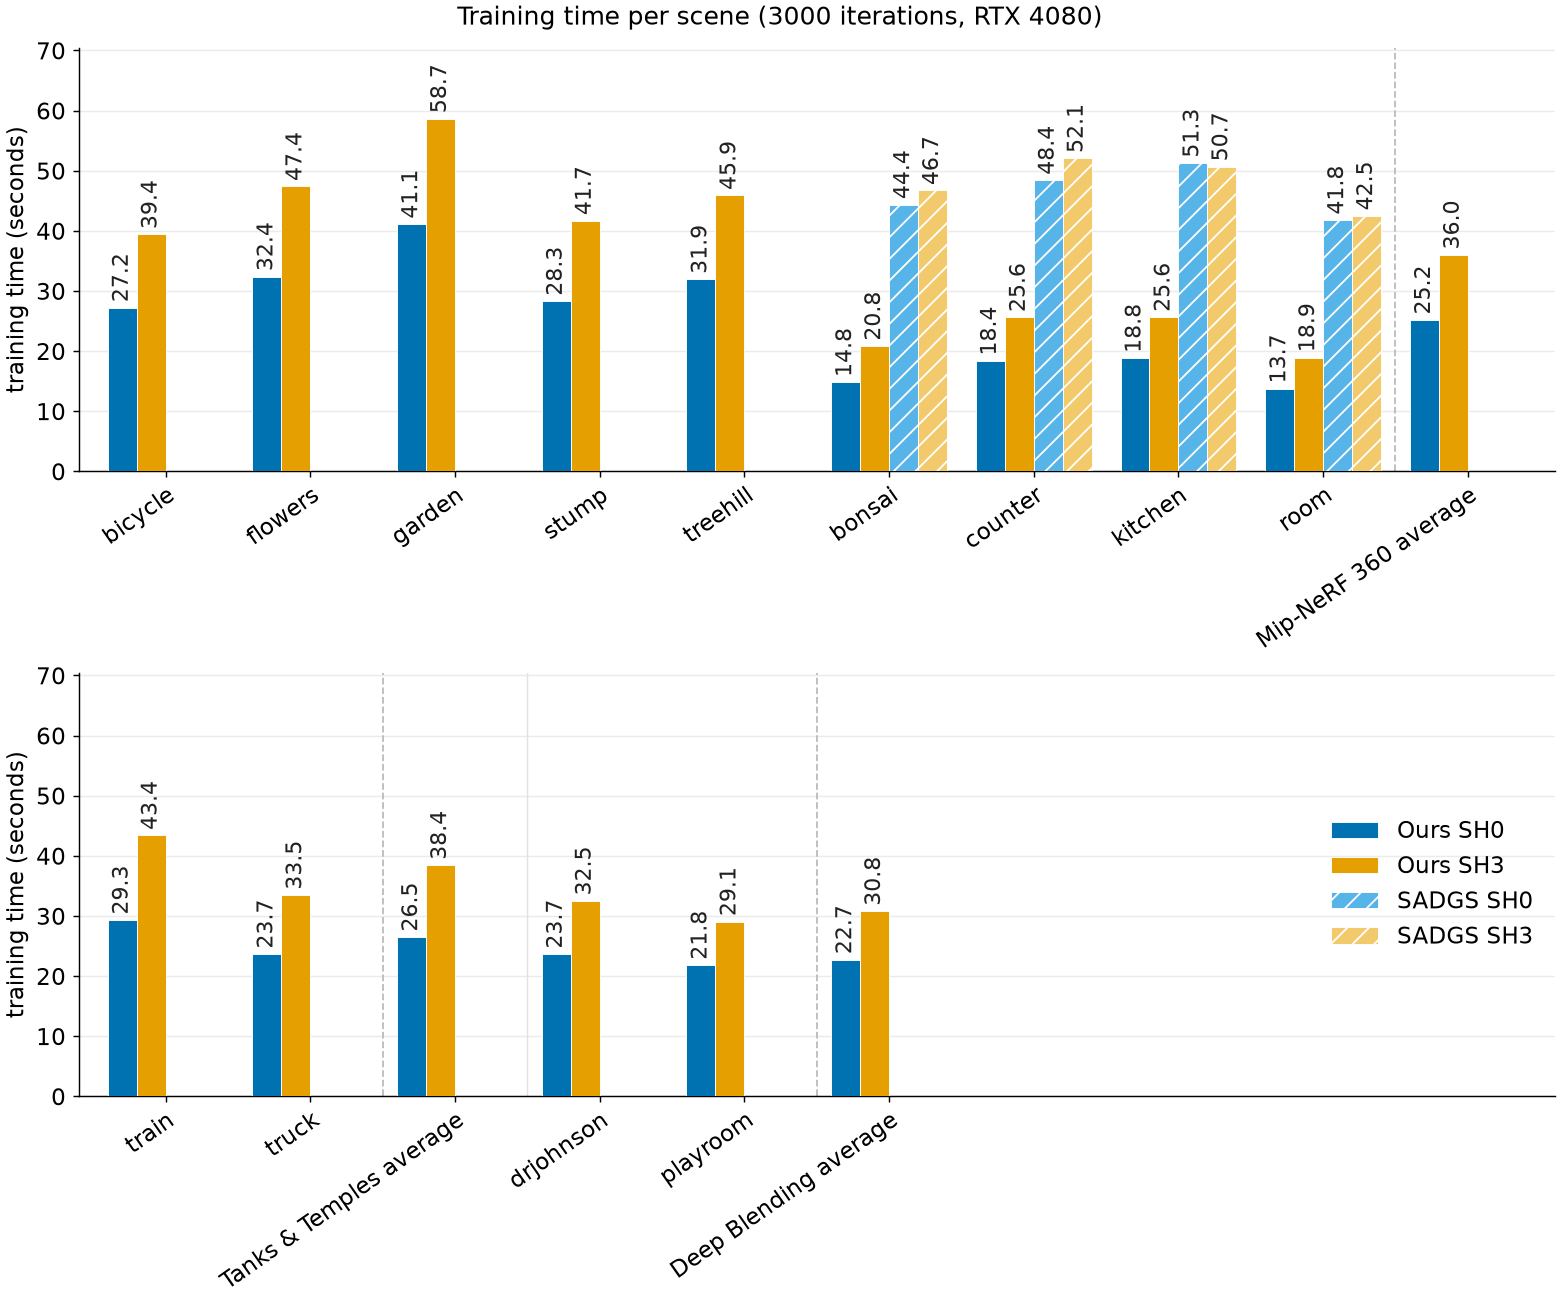 Training time per scene (3000 iterations, RTX 4080)
training time (seconds)
70
60
50
40
30
20
10
0
27.2
39.4
32.4
47.4
41.1
58.7
28.3
41.7
31.9
45.9
14.8
20.8
44.4
46.7
18.4
25.6
48.4
52.1
18.8
25.6
51.3
50.7
13.7
18.9
41.8
42.5
25.2
36.0
bicycle
flowers
garden
stump
treehill
bonsai
counter
kitchen
room
Mip-NeRF 360 average
training time (seconds)
70
60
50
40
30
20
10
0
29.3
43.4
23.7
33.5
26.5
38.4
23.7
32.5
21.8
29.1
22.7
30.8
Ours SH0
Ours SH3
SADGS SH0
SADGS SH3
train
truck
Tanks & Temples average
drjohnson
playroom
Deep Blending average